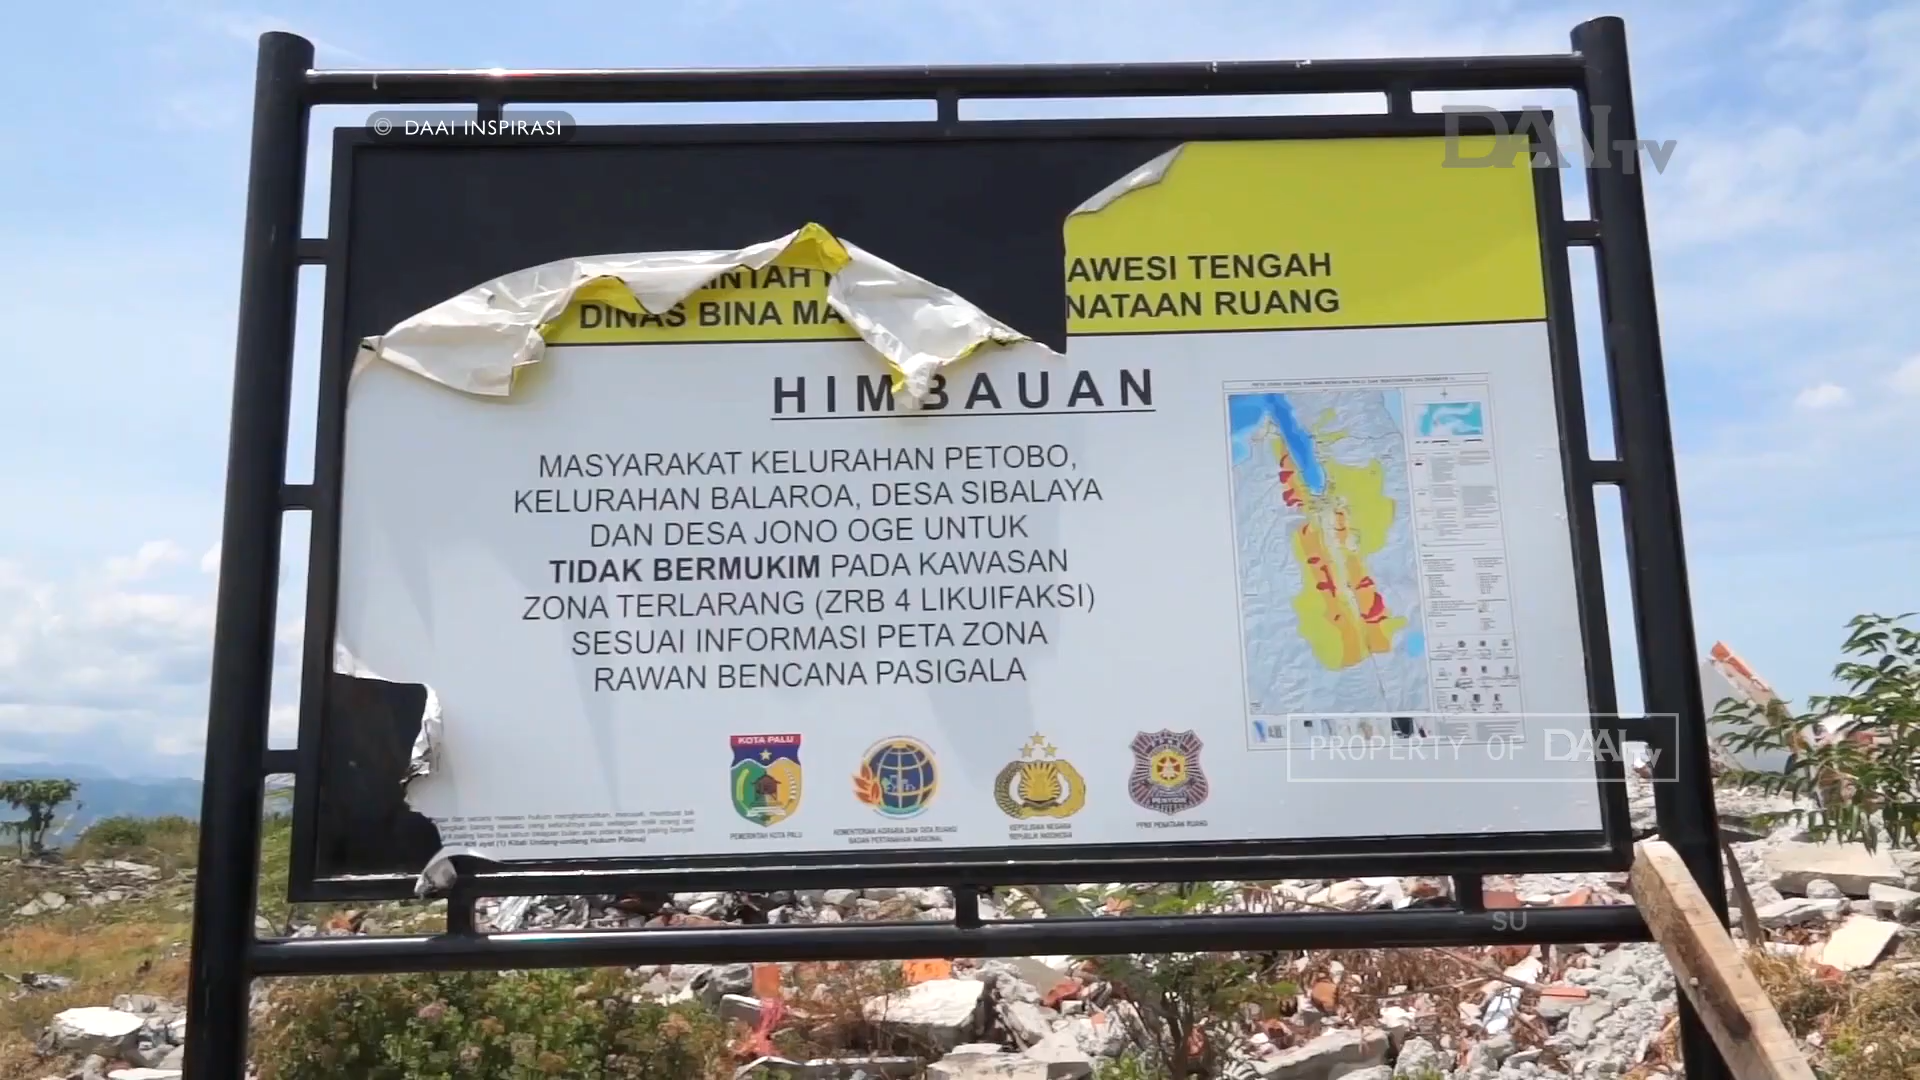 © DAAI INSPIRASI
DAAI TV
AWESI TENGAH
DINAS BINA MA NATAAN RUANG
HIMBAUAN
MASYARAKAT KELURAHAN PETOBO,
KELURAHAN BALAROA, DESA SIBALAYA
DAN DESA JONO OGE UNTUK
TIDAK BERMUKIM PADA KAWASAN
ZONA TERLARANG (ZRB 4 LIKUIFAKSI)
SESUAI INFORMASI PETA ZONA
RAWAN BENCANA PASIGALA
KOTA PALU
PEMERINTAH KOTA PALU
KEMENTERIAN AGRARIA DAN TATA RUANG
BADAN PERTANAHAN NASIONAL
KEPOLISIAN NEGARA
REPUBLIK INDONESIA
PPNS PENATAAN RUANG
PROPERTY OF DAAI TV
SU